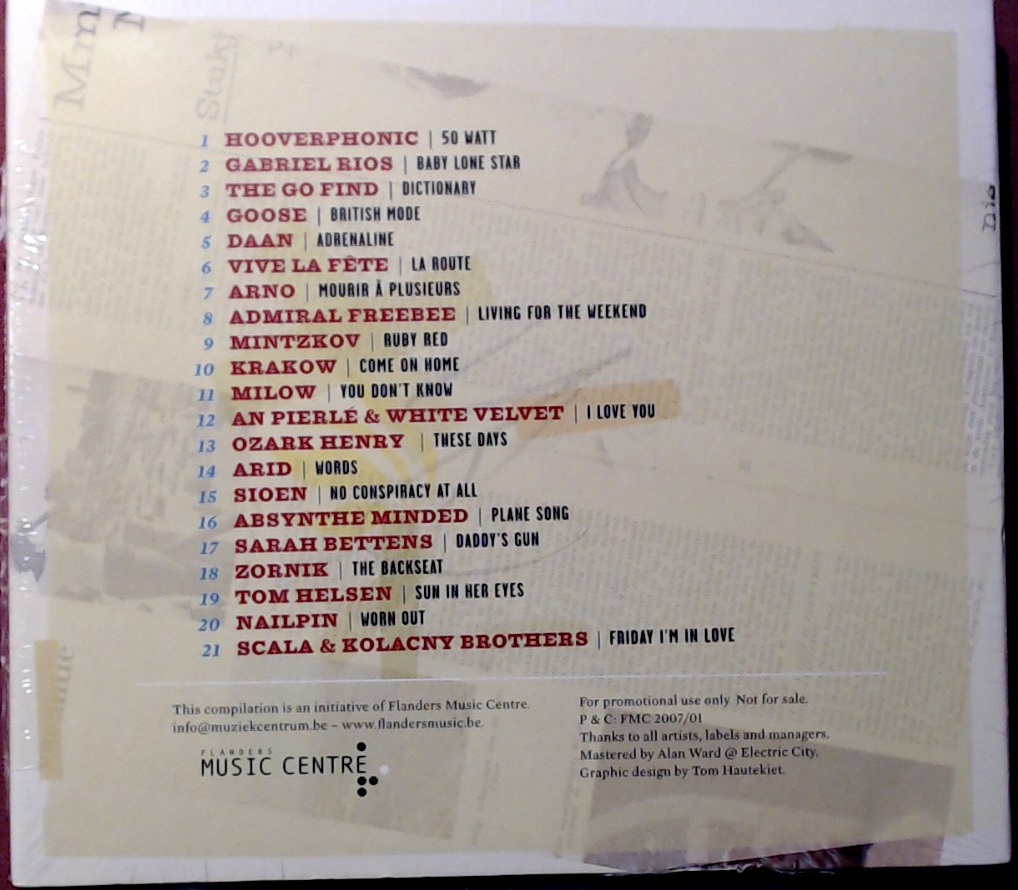 Mm
Stukt
1 HOOVERPHONIC | 50 WATT
2 GABRIEL RIOS | BABY LONE STAR
3 THE GO FIND | DICTIONARY
4 GOOSE | BRITISH MODE
5 DAAN | ADRENALINE
6 VIVE LA FÊTE | LA ROUTE
7 ARNO | MOURIR À PLUSIEURS
8 ADMIRAL FREEBEE | LIVING FOR THE WEEKEND
9 MINTZKOV | RUBY RED
10 KRAKOW | COME ON HOME
11 MILOW | YOU DON'T KNOW
12 AN PIERLÉ & WHITE VELVET | I LOVE YOU
13 OZARK HENRY | THESE DAYS
14 ARID | WORDS
15 SIOEN | NO CONSPIRACY AT ALL
16 ABSYNTHE MINDED | PLANE SONG
17 SARAH BETTENS | DADDY'S GUN
18 ZORNIK | THE BACKSEAT
19 TOM HELSEN | SUN IN HER EYES
20 NAILPIN | WORN OUT
21 SCALA & KOLACNY BROTHERS | FRIDAY I'M IN LOVE
This compilation is an initiative of Flanders Music Centre.
info@muziekcentrum.be – www.flandersmusic.be.
FLANDERS
MUSIC CENTRE
For promotional use only. Not for sale.
P & C: FMC 2007/01
Thanks to all artists, labels and managers.
Mastered by Alan Ward @ Electric City.
Graphic design by Tom Hautekiet.